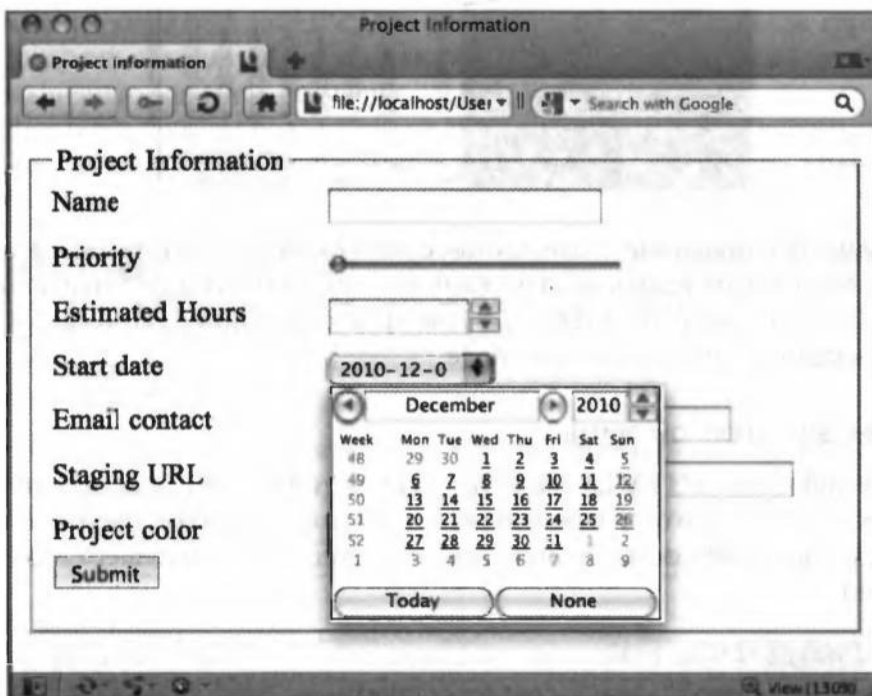 Project Information
Project information
file://localhost/User
Search with Google
Project Information
Name
Priority
Estimated Hours
Start date
2010-12-0
December 2010
Email contact
Week Mon Tue Wed Thu Fri Sat Sun
48 29 30 1 2 3 4 5
Staging URL
49 6 7 8 9 10 11 12
50 13 14 15 16 17 18 19
51 20 21 22 23 24 25 26
Project color
52 27 28 29 30 31 1 2
1 3 4 5 6 7 8 9
Submit
Today None
View (130%)